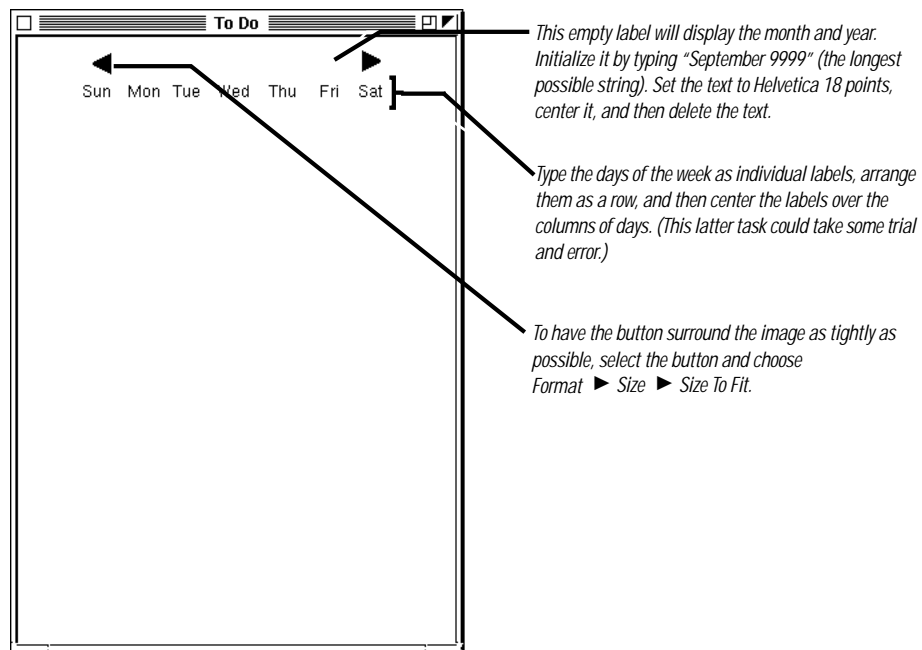 To Do
Sun Mon Tue Wed Thu Fri Sat
This empty label will display the month and year.
Initialize it by typing “September 9999” (the longest
possible string). Set the text to Helvetica 18 points,
center it, and then delete the text.
Type the days of the week as individual labels, arrange
them as a row, and then center the labels over the
columns of days. (This latter task could take some trial
and error.)
To have the button surround the image as tightly as
possible, select the button and choose
Format ► Size ► Size To Fit.